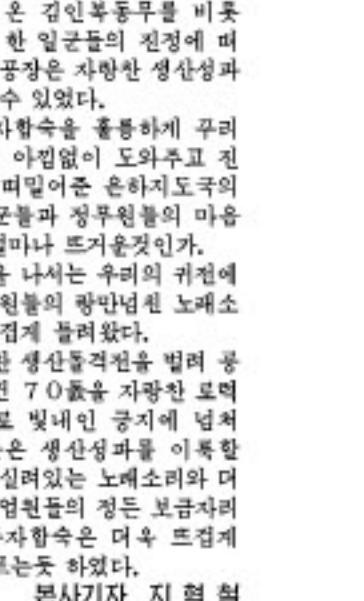 온 김인복동무를 비롯
한 일군들의 진정에 떠
공장은 자랑찬 생산성과
수 있었다.
자합숙을 훌륭하게 꾸리
아낌없이 도와주고 진
떠밀어준 은하지도국의
군들과 정무원들의 마음
얼마나 뜨거운것인가.
나서는 우리의 귀전에
원들의 랑만넘친 노래소
겁게 들려왔다.
찬 생산돌격전을 벌려 공
70돐을 자랑찬 로력
로 빛내인 긍지에 넘쳐
은 생산성과를 이룩할
실려있는 노래소리와 더
업원들의 정든 보금자리
자합숙은 더욱 뜨겁게
르는듯 하였다.
본사기자 지 혁 철